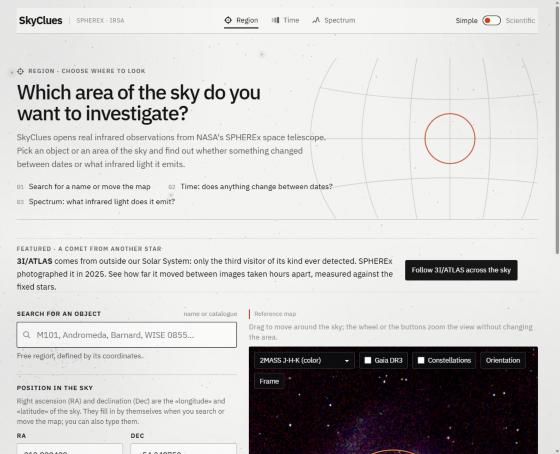 SkyClues
SPHEREX · IRSA
Region
Time
Spectrum
Simple
Scientific
REGION · CHOOSE WHERE TO LOOK
Which area of the sky do you
want to investigate?
SkyClues opens real infrared observations from NASA's SPHEREx space telescope.
Pick an object or an area of the sky and find out whether something changed
between dates or what infrared light it emits.
01 Search for a name or move the map
02 Time: does anything change between dates?
03 Spectrum: what infrared light does it emit?
FEATURED · A COMET FROM ANOTHER STAR
3I/ATLAS comes from outside our Solar System: only the third visitor of its kind ever detected. SPHEREx
photographed it in 2025. See how far it moved between images taken hours apart, measured against the
fixed stars.
Follow 3I/ATLAS across the sky
SEARCH FOR AN OBJECT
name or catalogue
M101, Andromeda, Barnard, WISE 0855...
Free region, defined by its coordinates.
POSITION IN THE SKY
Right ascension (RA) and declination (Dec) are the «longitude» and
«latitude» of the sky. They fill in by themselves when you search or
move the map; you can also type them.
RA
DEC
Reference map
Drag to move around the sky; the wheel or the buttons zoom the view without changing
the area.
2MASS J-H-K (color)
Gaia DR3
Constellations
Orientation
Frame